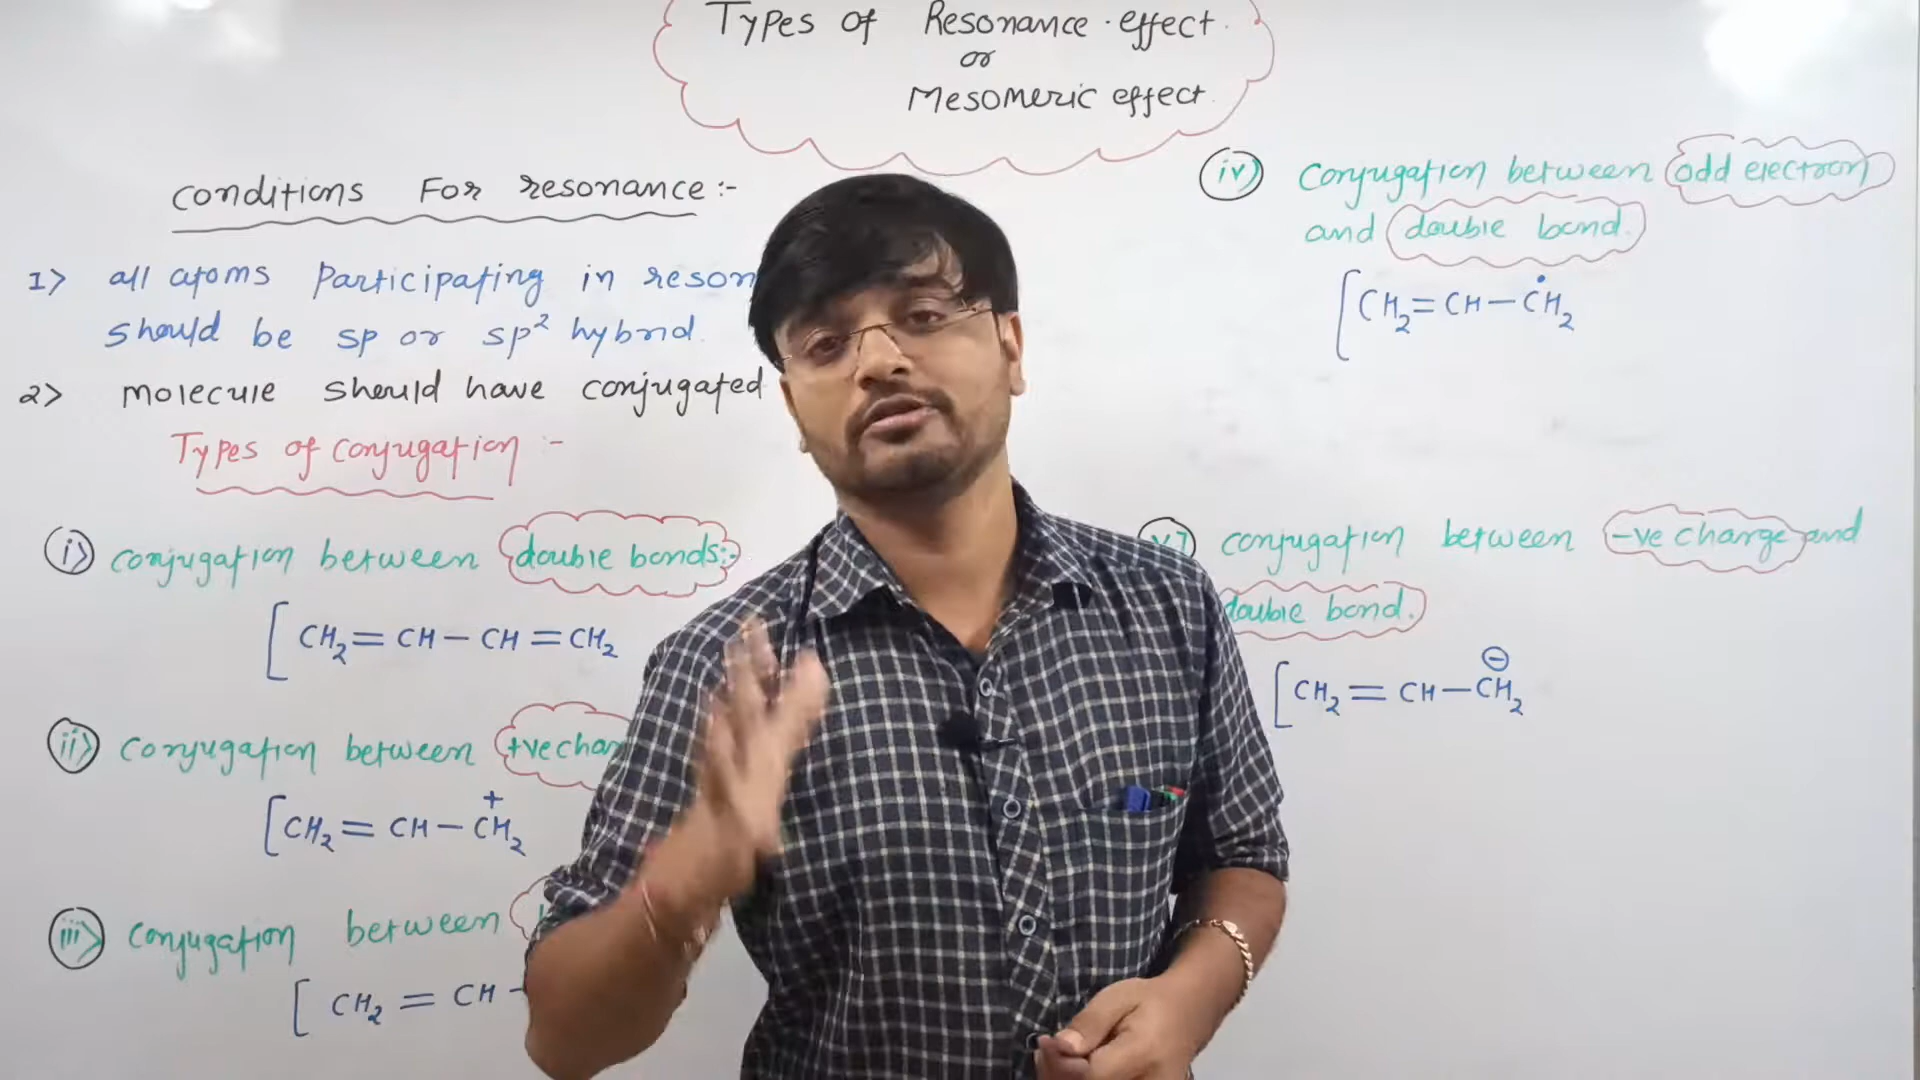 Types of Resonance effect
or
Mesomeric effect
Conditions For resonance :-
1> all atoms participating in reson
should be sp or sp² hybrid.
2> molecule should have conjugated
Types of conjugation :-
i> conjugation between double bonds:-
[CH₂=CH-CH=CH₂
ii> conjugation between +ve char
[CH₂=CH-C⁺H₂
iii> conjugation between
[CH₂=CH-
iv> conjugation between odd electron
and double bond.
[CH₂=CH-ĊH₂
v> conjugation between -ve charge and
double bond.
[CH₂=CH-C⊖H₂